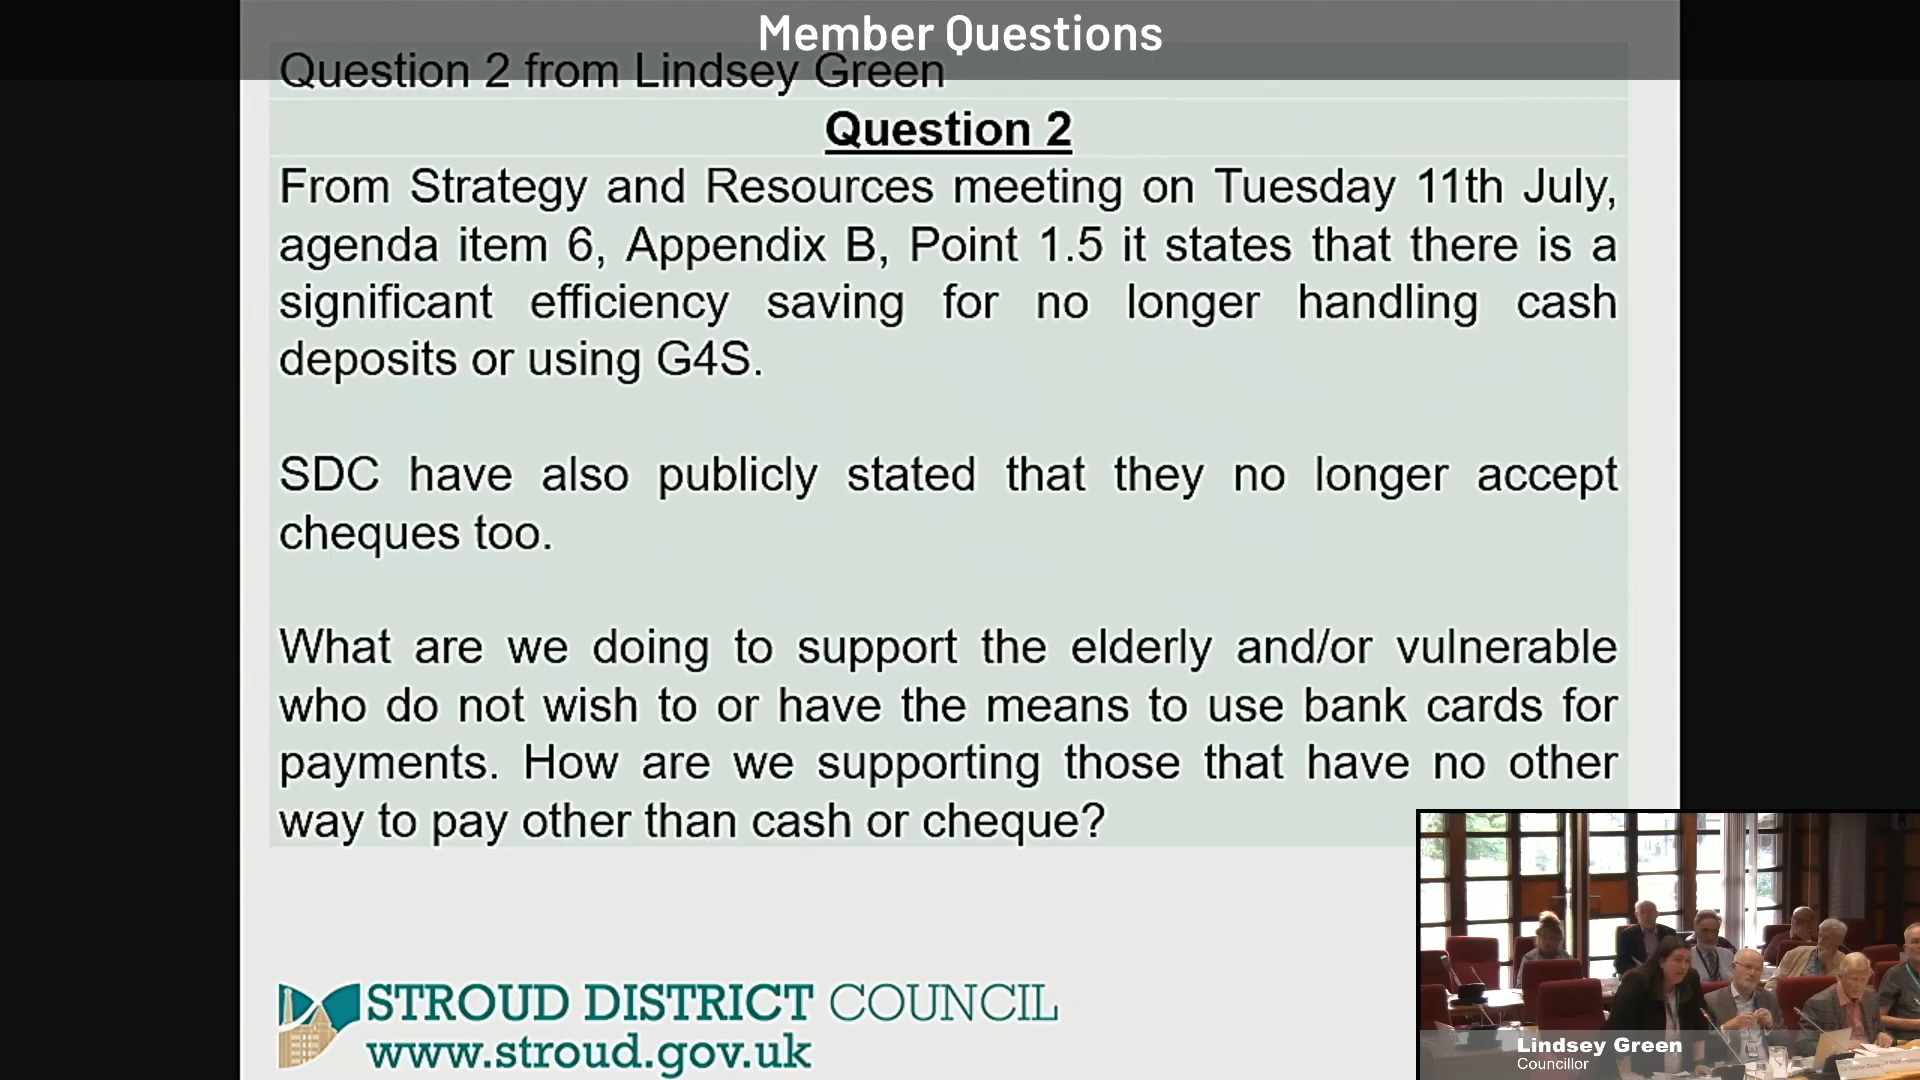 Member Questions
Question 2 from Lindsey Green
Question 2
From Strategy and Resources meeting on Tuesday 11th July,
agenda item 6, Appendix B, Point 1.5 it states that there is a
significant efficiency saving for no longer handling cash
deposits or using G4S.
SDC have also publicly stated that they no longer accept
cheques too.
What are we doing to support the elderly and/or vulnerable
who do not wish to or have the means to use bank cards for
payments. How are we supporting those that have no other
way to pay other than cash or cheque?
STROUD DISTRICT COUNCIL
www.stroud.gov.uk
Lindsey Green
Councillor